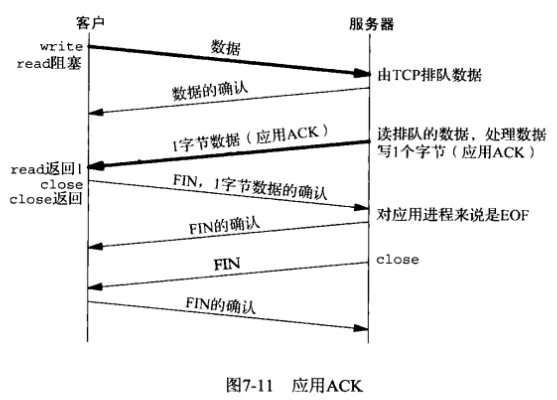 客户
服务器
write
数据
read阻塞
由TCP排队数据
数据的确认
1字节数据（应用ACK）
读排队的数据，处理数据
写1个字节（应用ACK）
read返回1
close
FIN，1字节数据的确认
close返回
对应用进程来说是EOF
FIN的确认
close
FIN
FIN的确认
图7-11 应用ACK